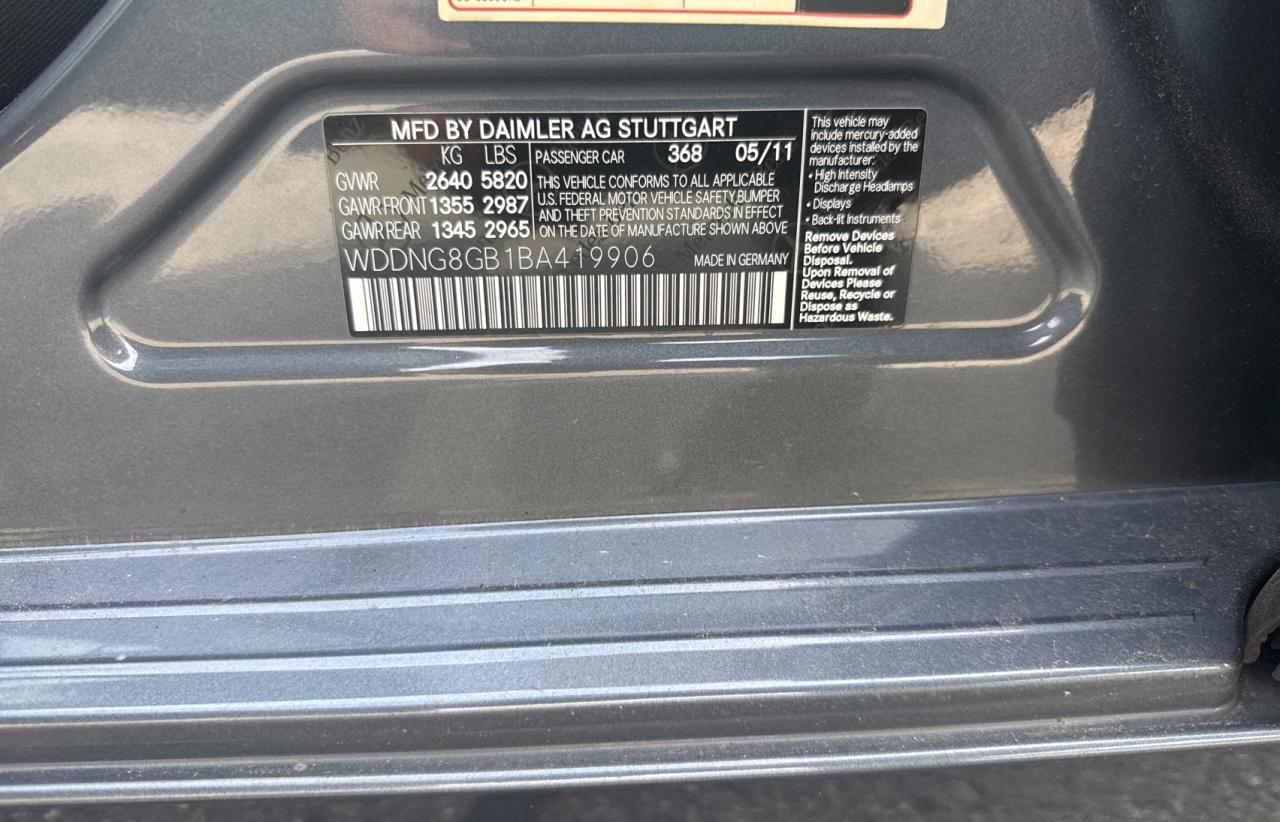 MFD BY DAIMLER AG STUTTGART
KG LBS
GVWR 2640 5820
GAWR FRONT 1355 2987
GAWR REAR 1345 2965
PASSENGER CAR 368 05/11
THIS VEHICLE CONFORMS TO ALL APPLICABLE
U.S. FEDERAL MOTOR VEHICLE SAFETY,BUMPER
AND THEFT PREVENTION STANDARDS IN EFFECT
ON THE DATE OF MANUFACTURE SHOWN ABOVE
WDDNG8GB1BA419906 MADE IN GERMANY
This vehicle may
include mercury-added
devices installed by the
manufacturer:
• High Intensity
Discharge Headlamps
• Displays
• Back-lit Instruments
Remove Devices
Before Vehicle
Disposal.
Upon Removal of
Devices Please
Reuse, Recycle or
Dispose as
Hazardous Waste.